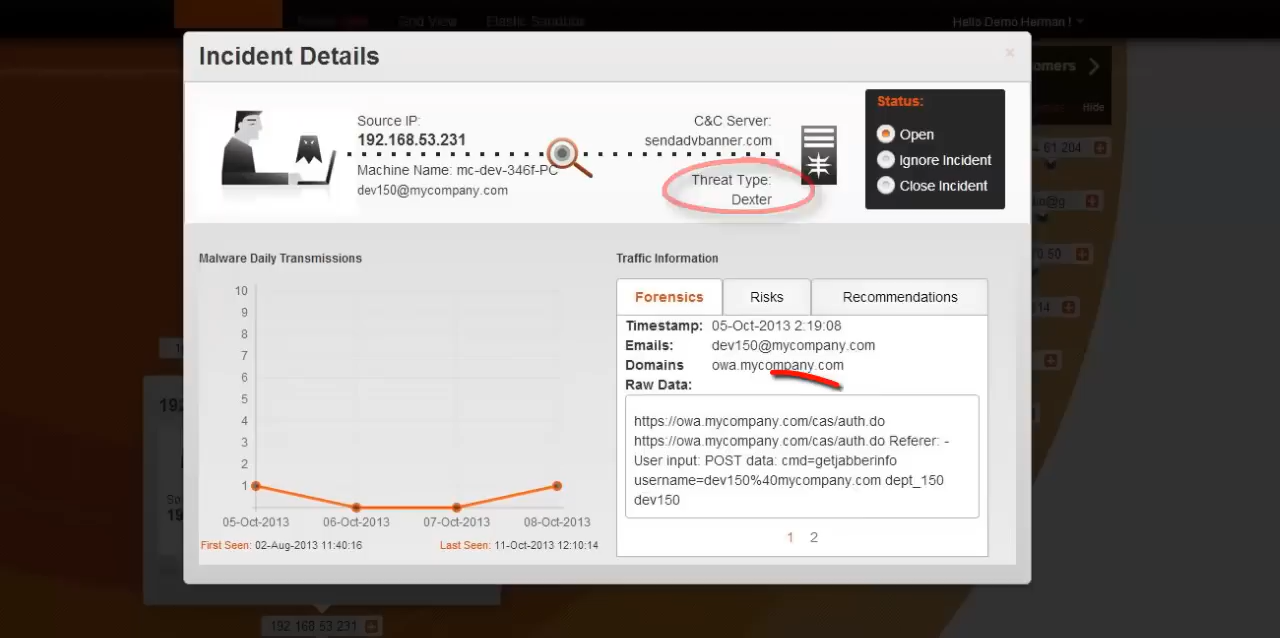 Grid View Elastic Sandbox Hello Demo Herman !
Incident Details ×
omers
Hide
Source IP:
192.168.53.231
Machine Name: mc-dev-346f-PC
dev150@mycompany.com
C&C Server:
sendadvbanner.com
Threat Type:
Dexter
Status:
Open
Ignore Incident
Close Incident
Malware Daily Transmissions
10
9
8
7
6
5
4
3
2
1
05-Oct-2013 06-Oct-2013 07-Oct-2013 08-Oct-2013
First Seen: 02-Aug-2013 11:40:16 Last Seen: 11-Oct-2013 12:10:14
Traffic Information
Forensics Risks Recommendations
Timestamp: 05-Oct-2013 2:19:08
Emails: dev150@mycompany.com
Domains owa.mycompany.com
Raw Data:
https://owa.mycompany.com/cas/auth.do
https://owa.mycompany.com/cas/auth.do Referer: -
User input: POST data: cmd=getjabberinfo
username=dev150%40mycompany.com dept_150
dev150
1 2
192.168.53.231